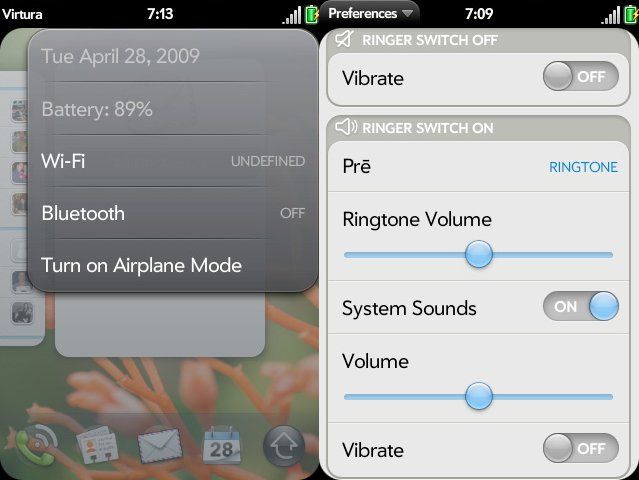 Virtura
7:13
Tue April 28, 2009
Battery: 89%
Wi-Fi UNDEFINED
Bluetooth OFF
Turn on Airplane Mode
28
Preferences 7:09
RINGER SWITCH OFF
Vibrate OFF
RINGER SWITCH ON
Prē RINGTONE
Ringtone Volume
System Sounds ON
Volume
Vibrate OFF